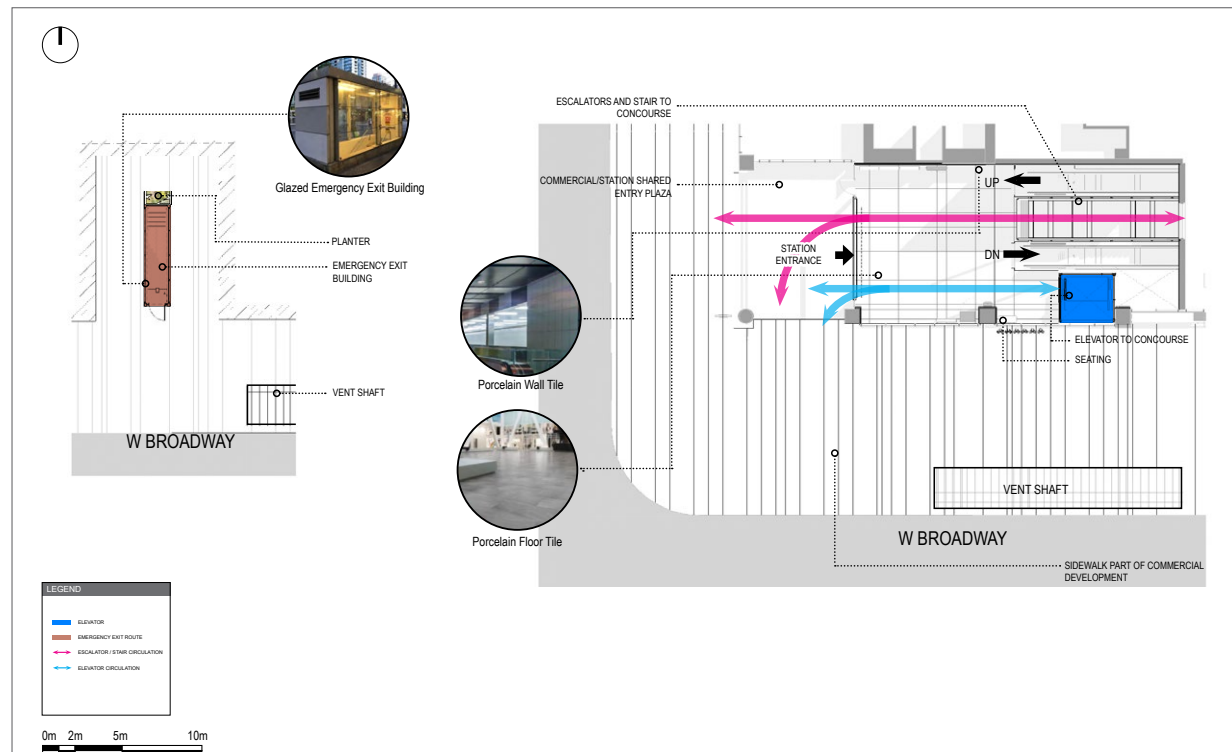 Glazed Emergency Exit Building
PLANTER
EMERGENCY EXIT
BUILDING
VENT SHAFT
W BROADWAY
ESCALATORS AND STAIR TO
CONCOURSE
COMMERCIAL/STATION SHARED
ENTRY PLAZA
UP
STATION
ENTRANCE
DN
ELEVATOR TO CONCOURSE
SEATING
Porcelain Wall Tile
Porcelain Floor Tile
VENT SHAFT
W BROADWAY
SIDEWALK PART OF COMMERCIAL
DEVELOPMENT
LEGEND
ELEVATOR
EMERGENCY EXIT ROUTE
ESCALATOR / STAIR CIRCULATION
ELEVATOR CIRCULATION
0m 2m 5m 10m